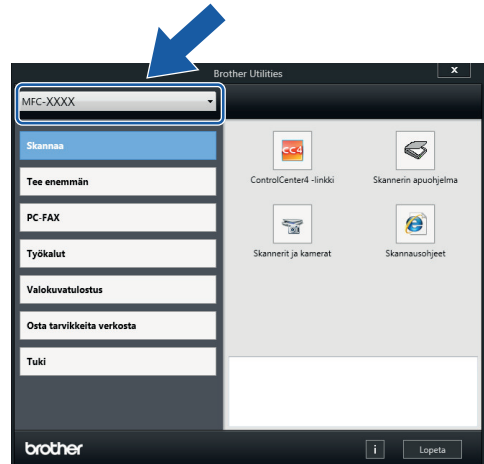 Brother Utilities
x
MFC-XXXX
Skannaa
Tee enemmän
PC-FAX
Työkalut
Valokuvatulostus
Osta tarvikkeita verkosta
Tuki
CC4
ControlCenter4 -linkki
Skannerin apuohjelma
Skannerit ja kamerat
Skannausohjeet
brother
i
Lopeta